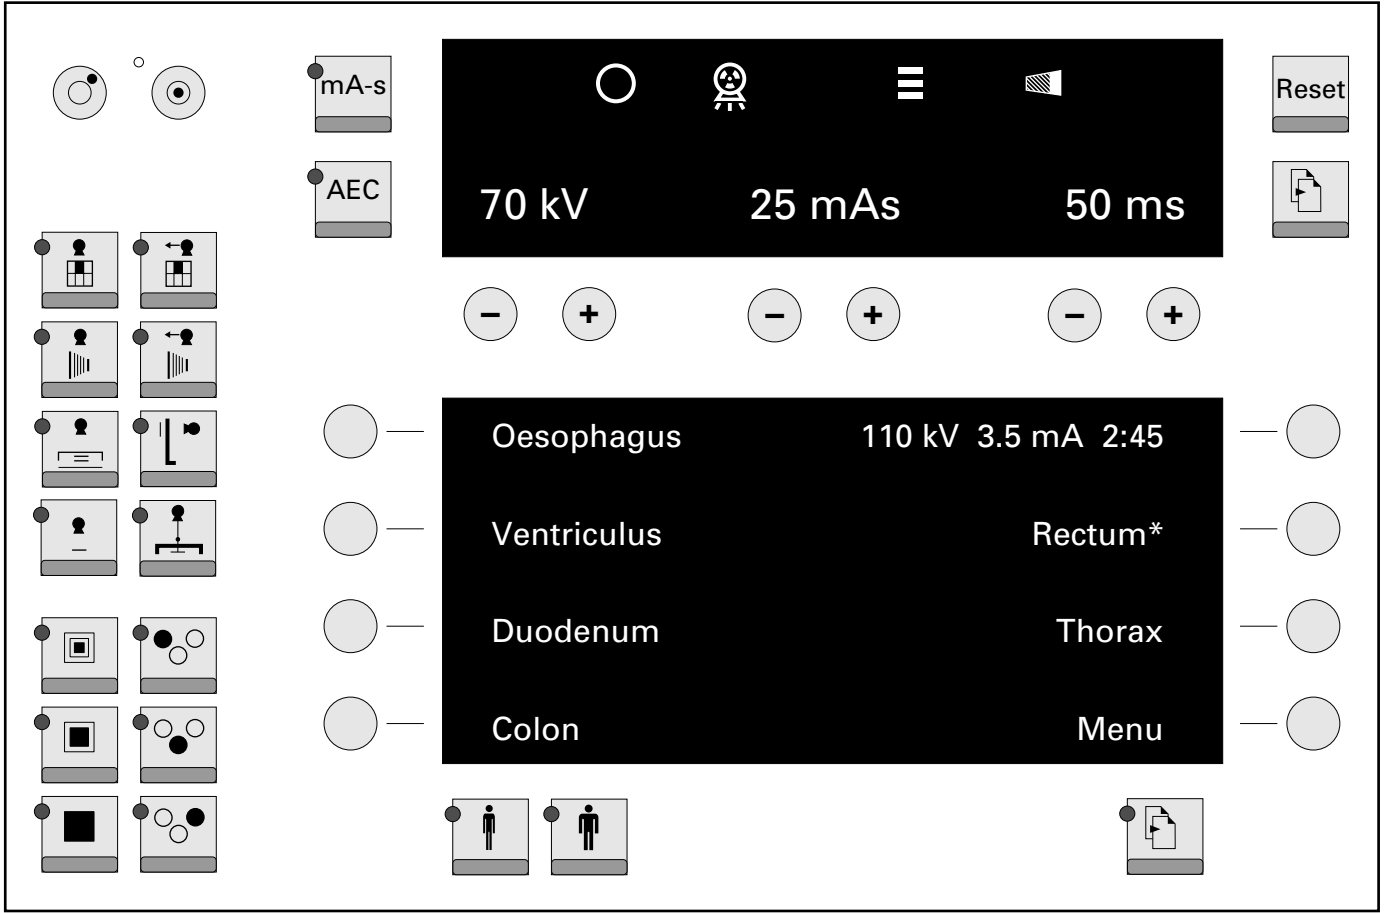 mA-s
Reset
AEC
70 kV 25 mAs 50 ms
− + − + − +
Oesophagus 110 kV 3.5 mA 2:45
Ventriculus Rectum*
Duodenum Thorax
Colon Menu